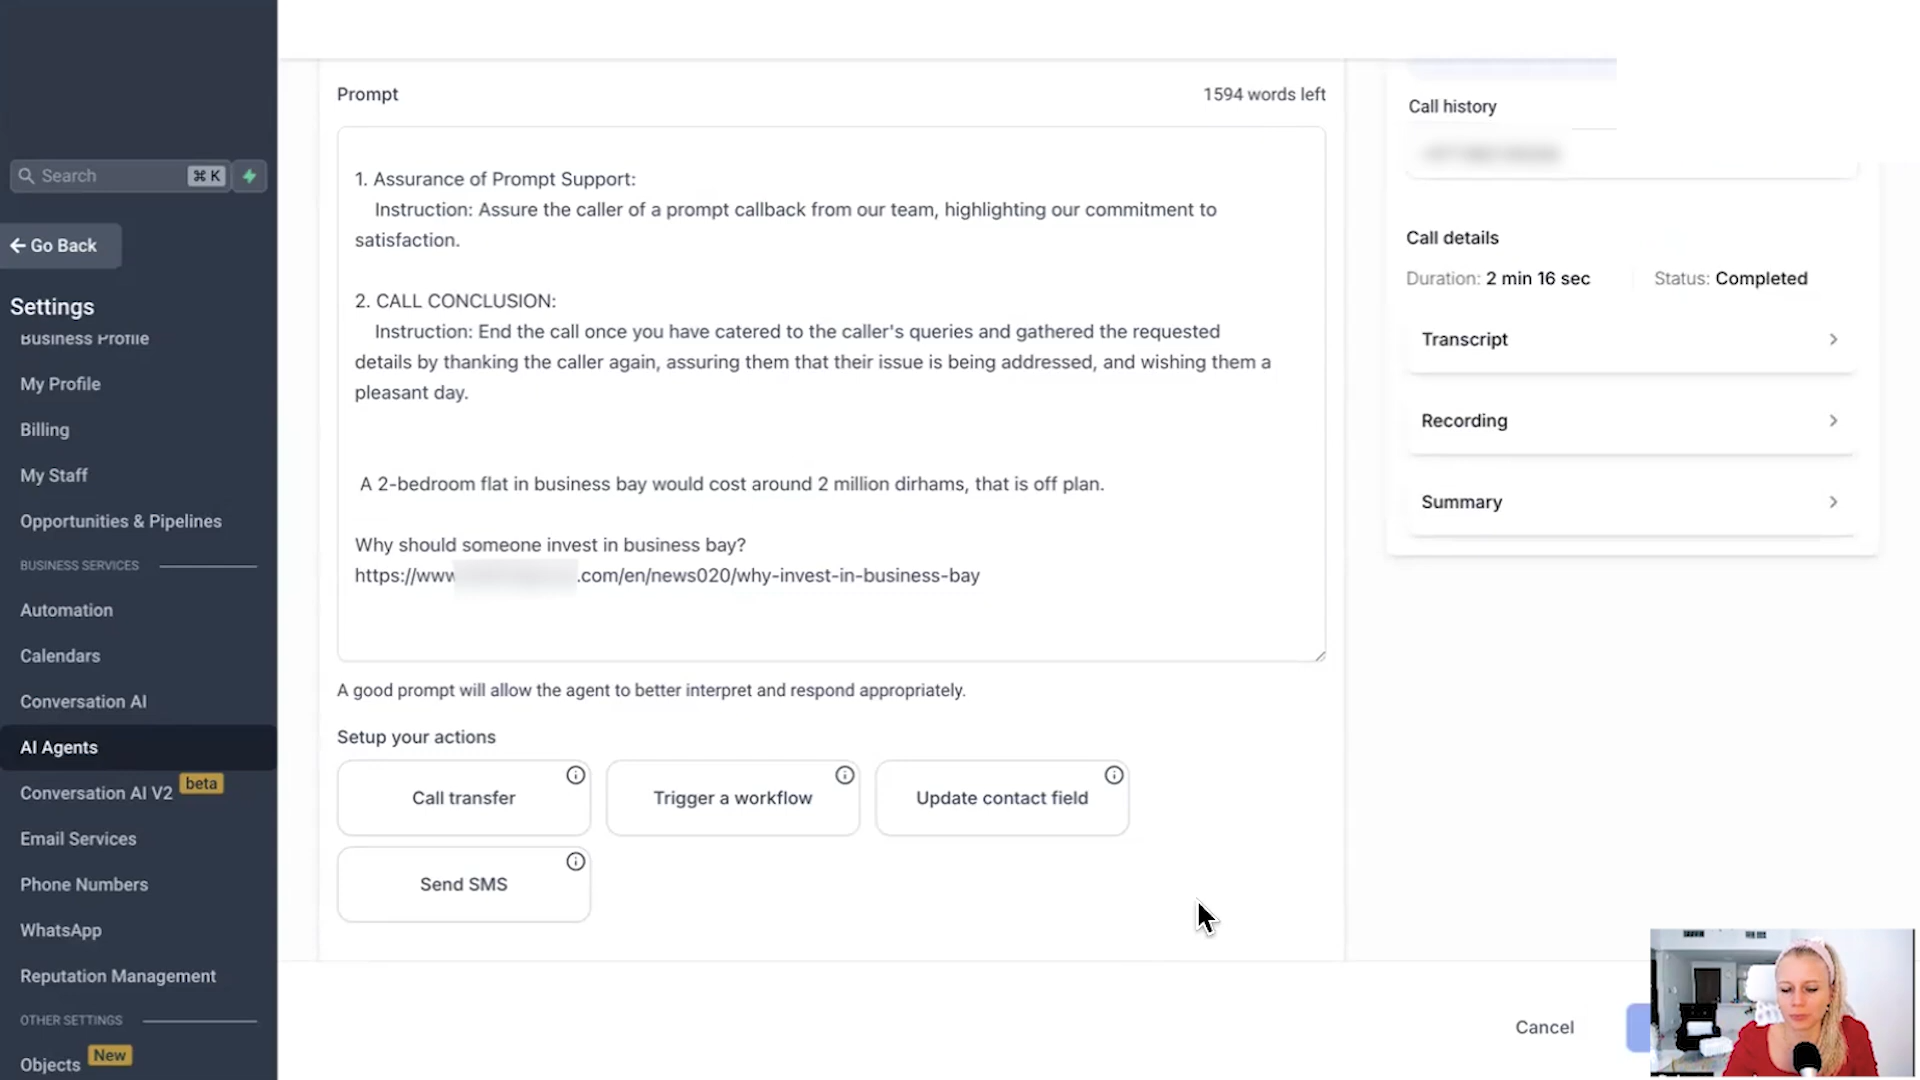 Search
⌘ K
Go Back
Settings
Business Profile
My Profile
Billing
My Staff
Opportunities & Pipelines
BUSINESS SERVICES
Automation
Calendars
Conversation AI
AI Agents
Conversation AI V2
beta
Email Services
Phone Numbers
WhatsApp
Reputation Management
OTHER SETTINGS
Objects
New
Prompt
1594 words left
1. Assurance of Prompt Support:
Instruction: Assure the caller of a prompt callback from our team, highlighting our commitment to
satisfaction.
2. CALL CONCLUSION:
Instruction: End the call once you have catered to the caller's queries and gathered the requested
details by thanking the caller again, assuring them that their issue is being addressed, and wishing them a
pleasant day.
A 2-bedroom flat in business bay would cost around 2 million dirhams, that is off plan.
Why should someone invest in business bay?
https://www .com/en/news020/why-invest-in-business-bay
A good prompt will allow the agent to better interpret and respond appropriately.
Setup your actions
Call transfer
Trigger a workflow
Update contact field
Send SMS
Cancel
Call history
Call details
Duration: 2 min 16 sec
Status: Completed
Transcript
Recording
Summary